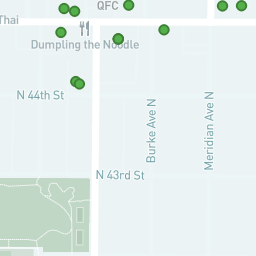 QFC
Thai
Dumpling the Noodle
N 44th St
Burke Ave N
Meridian Ave N
N 43rd St